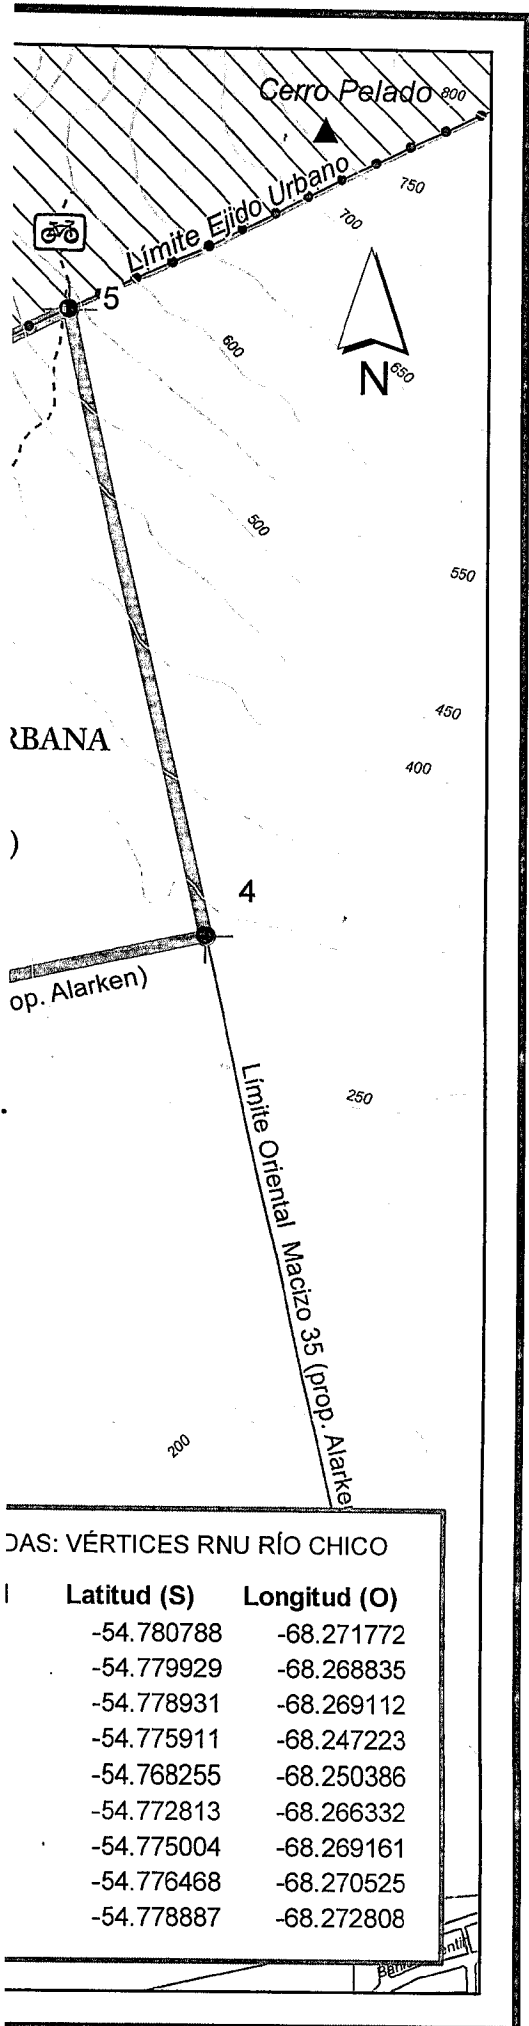 Cerro Pelado
800
Límite Ejido Urbano
750
700
5
600
N
650
500
550
450
RBANA
400
)
4
op. Alarken)
250
Límite Oriental Macizo 35 (prop. Alarke
200
DAS: VÉRTICES RNU RÍO CHICO
Latitud (S) Longitud (O)
-54.780788 -68.271772
-54.779929 -68.268835
-54.778931 -68.269112
-54.775911 -68.247223
-54.768255 -68.250386
-54.772813 -68.266332
-54.775004 -68.269161
-54.776468 -68.270525
-54.778887 -68.272808